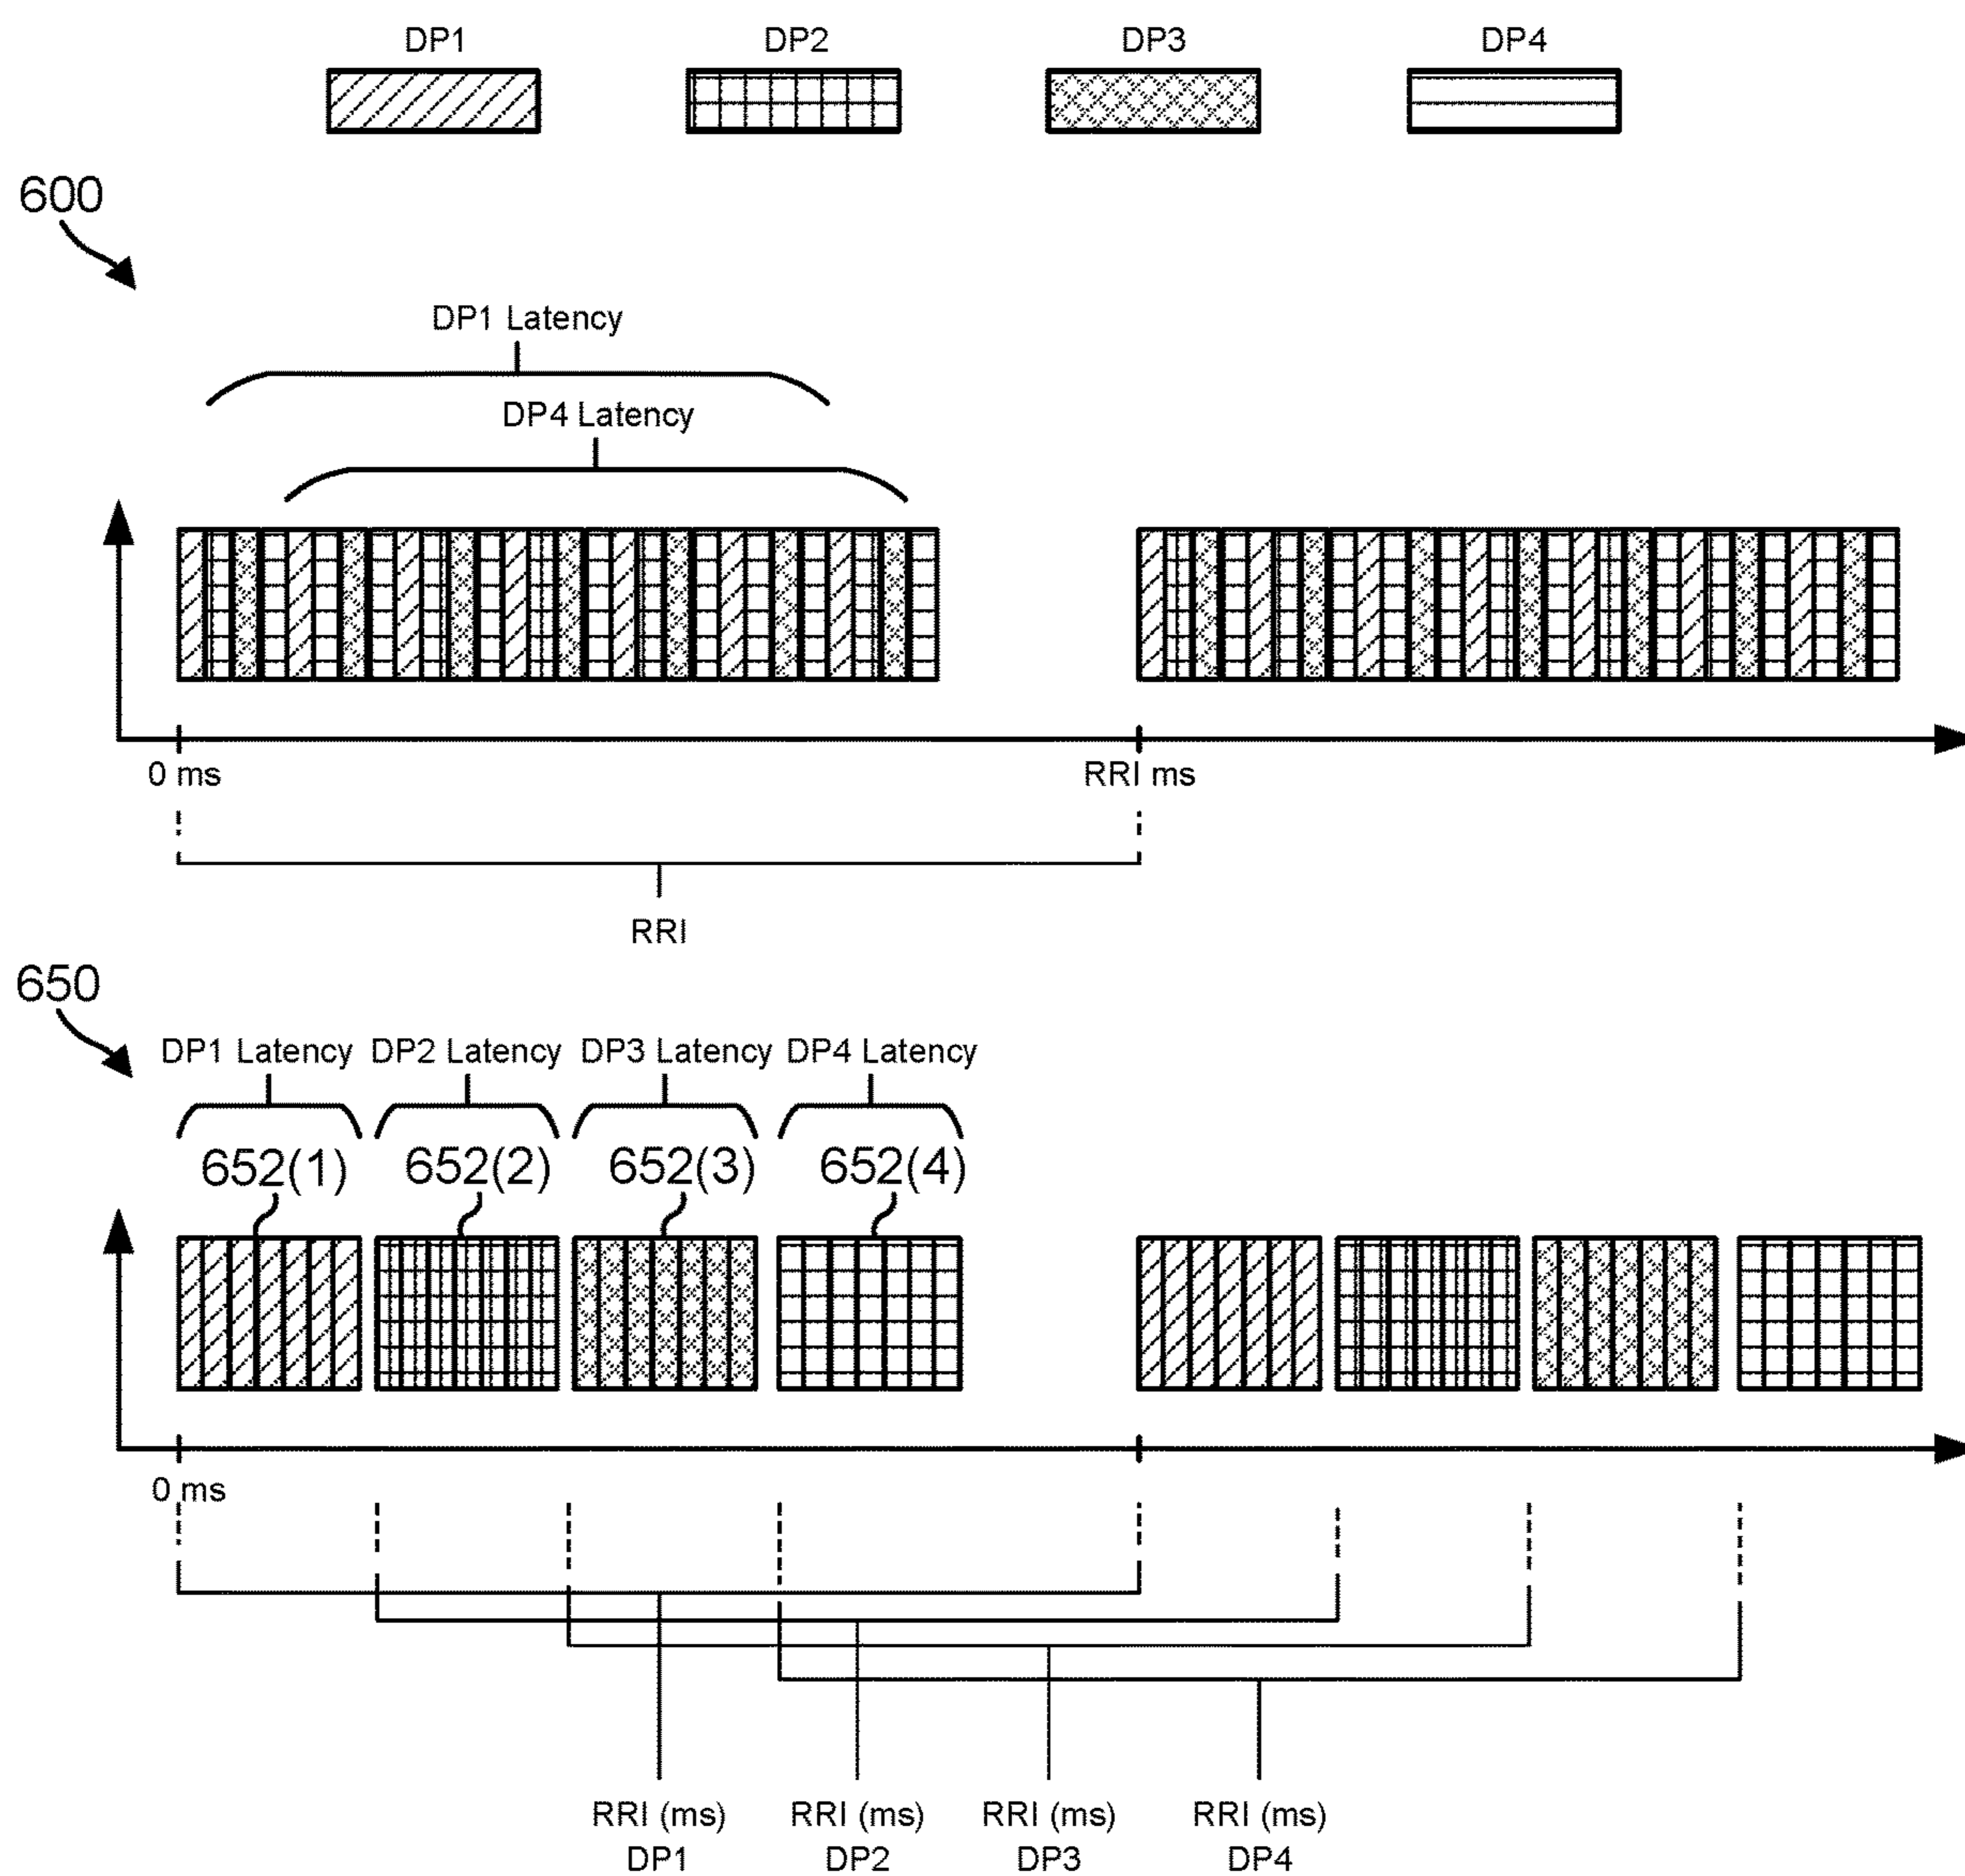 DP1 DP2 DP3 DP4
600
DP1 Latency
DP4 Latency
0 ms RRI ms
RRI
650
DP1 Latency DP2 Latency DP3 Latency DP4 Latency
652(1) 652(2) 652(3) 652(4)
0 ms
RRI (ms) RRI (ms) RRI (ms) RRI (ms)
DP1 DP2 DP3 DP4